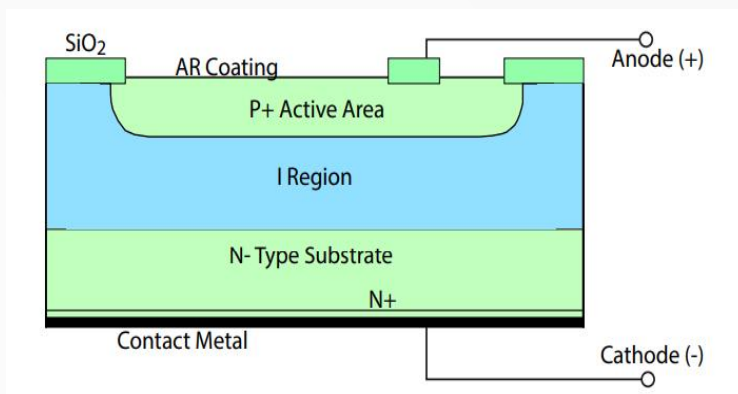 SiO2
AR Coating
Anode (+)
P+ Active Area
I Region
N- Type Substrate
N+
Contact Metal
Cathode (-)